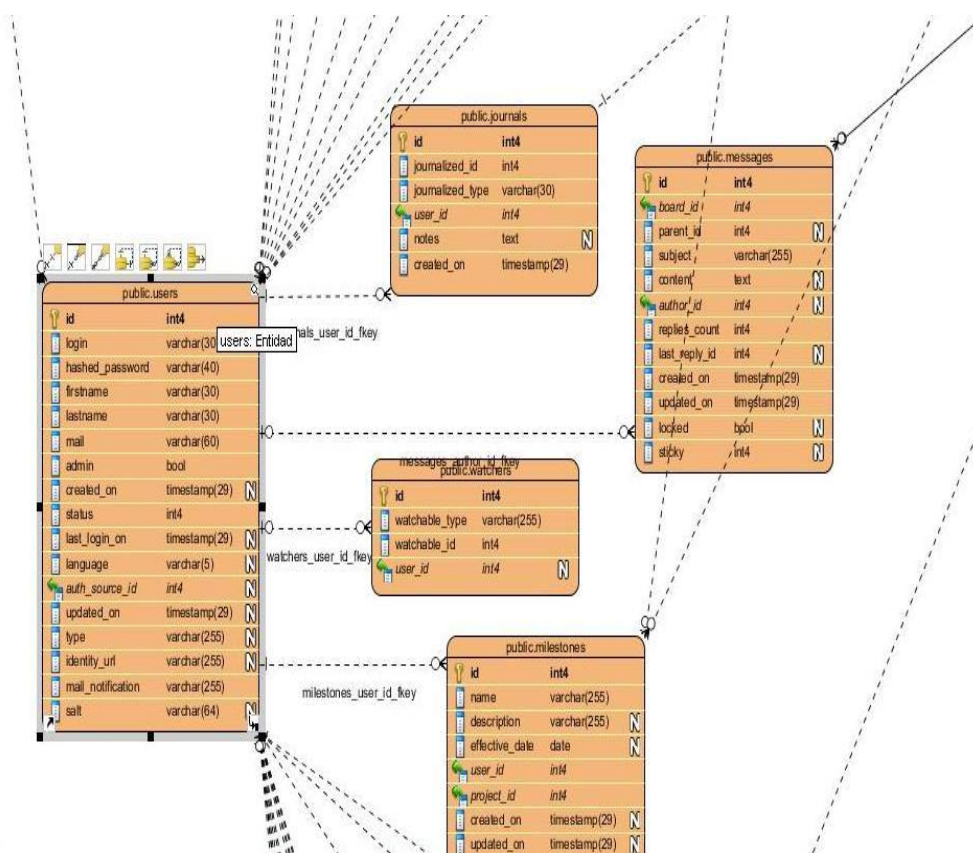 public.journals
id int4
journalized_id int4
journalized_type varchar(30)
user_id int4
notes text N
created_on timestamp(29)
public.messages
id int4
board_id int4
parent_id int4 N
subject varchar(255)
content text N
author_id int4 N
replies_count int4
last_reply_id int4 N
created_on timestamp(29)
updated_on timestamp(29)
locked bool N
sticky int4 N
public.users
id int4
login varchar(30
hashed_password varchar(40)
firstname varchar(30)
lastname varchar(30)
mail varchar(60)
admin bool
created_on timestamp(29) N
status int4
last_login_on timestamp(29) N
language varchar(5) N
auth_source_id int4 N
updated_on timestamp(29) N
type varchar(255) N
identity_url varchar(255) N
mail_notification varchar(255)
salt varchar(64) N
users: Entidad
nals_user_id_fkey
messages_author_id_fkey
public.watchers
id int4
watchable_type varchar(255)
watchable_id int4
user_id int4 N
watchers_user_id_fkey
milestones_user_id_fkey
public.milestones
id int4
name varchar(255)
description varchar(255) N
effective_date date N
user_id int4
project_id int4
created_on timestamp(29) N
updated_on timestamp(29) N